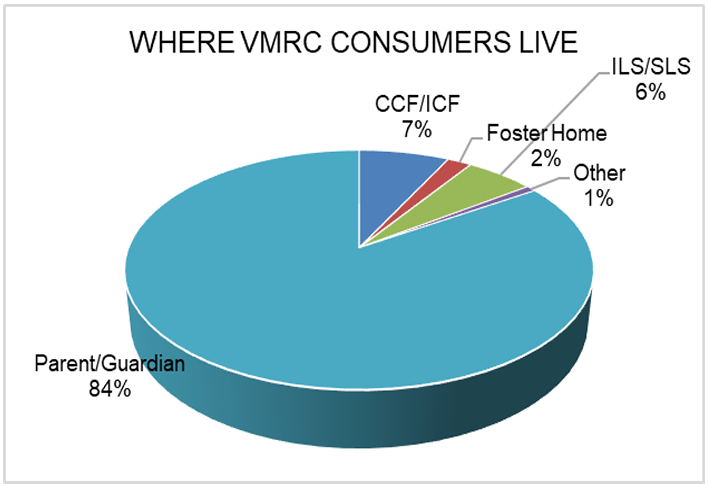 WHERE VMRC CONSUMERS LIVE
ILS/SLS
6%
CCF/ICF
7%
Foster Home
2%
Other
1%
Parent/Guardian
84%